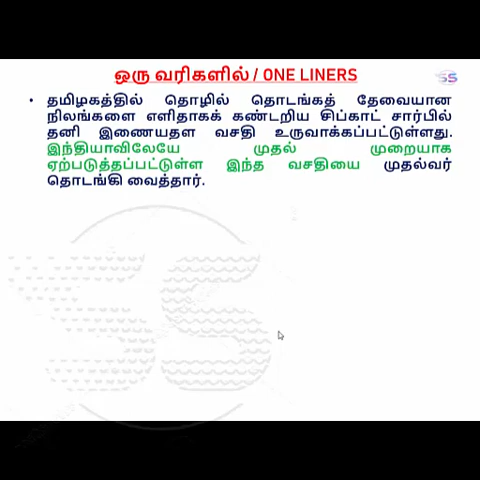 ஒரு வரிகளில் / ONE LINERS
SS
• தமிழகத்தில் தொழில் தொடங்கத் தேவையான
நிலங்களை எளிதாகக் கண்டறிய சிப்காட் சார்பில்
தனி இணையதள வசதி உருவாக்கப்பட்டுள்ளது.
இந்தியாவிலேயே முதல் முறையாக
ஏற்படுத்தப்பட்டுள்ள இந்த வசதியை முதல்வர்
தொடங்கி வைத்தார்.